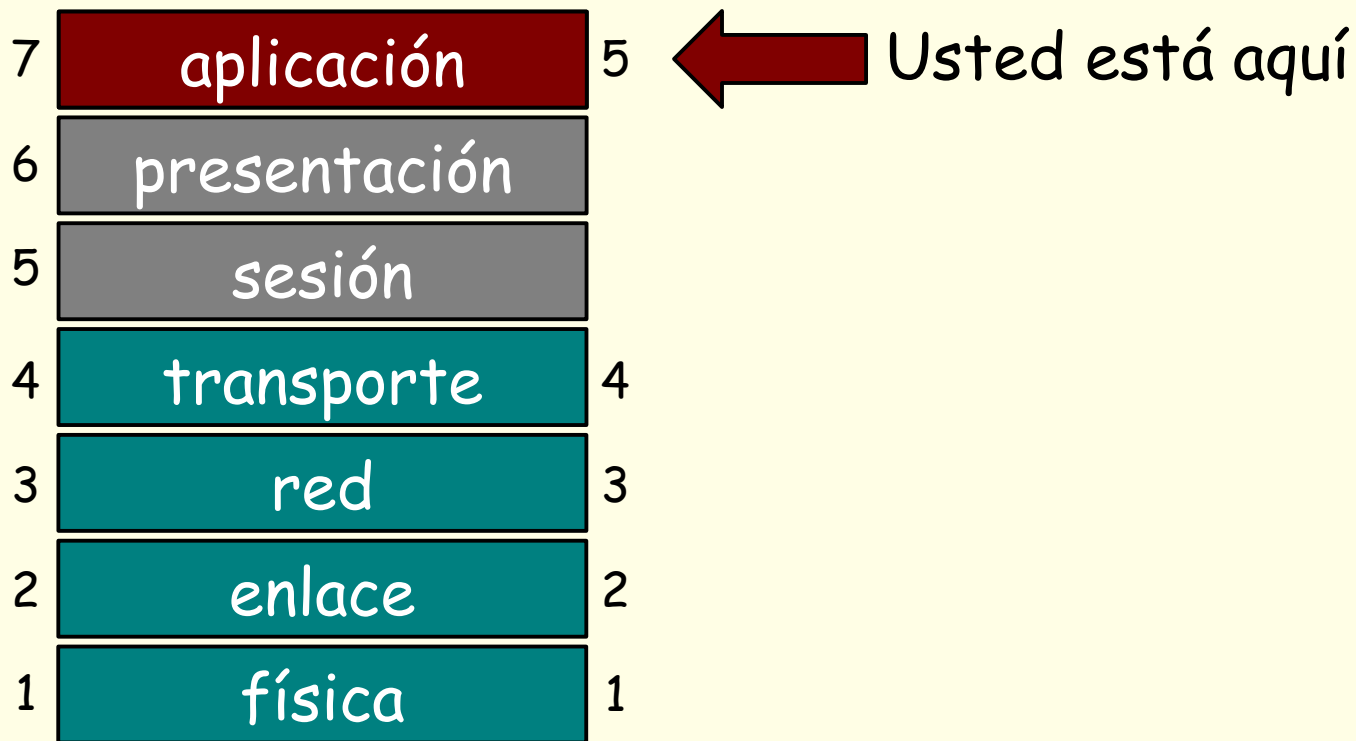 7 aplicación 5 Usted está aquí
6 presentación
5 sesión
4 transporte 4
3 red 3
2 enlace 2
1 física 1